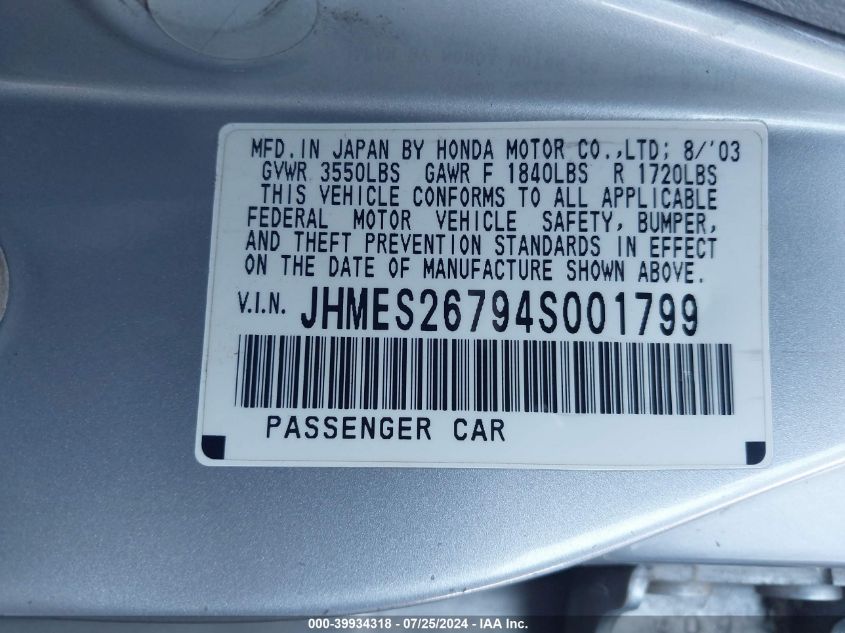 MFD. IN JAPAN BY HONDA MOTOR CO.,LTD; 8/'03
GVWR 3550LBS GAWR F 1840LBS R 1720LBS
THIS VEHICLE CONFORMS TO ALL APPLICABLE
FEDERAL MOTOR VEHICLE SAFETY, BUMPER,
AND THEFT PREVENTION STANDARDS IN EFFECT
ON THE DATE OF MANUFACTURE SHOWN ABOVE.
V.I.N. JHMES26794S001799
PASSENGER CAR
000-39934318 - 07/25/2024 - IAA Inc.